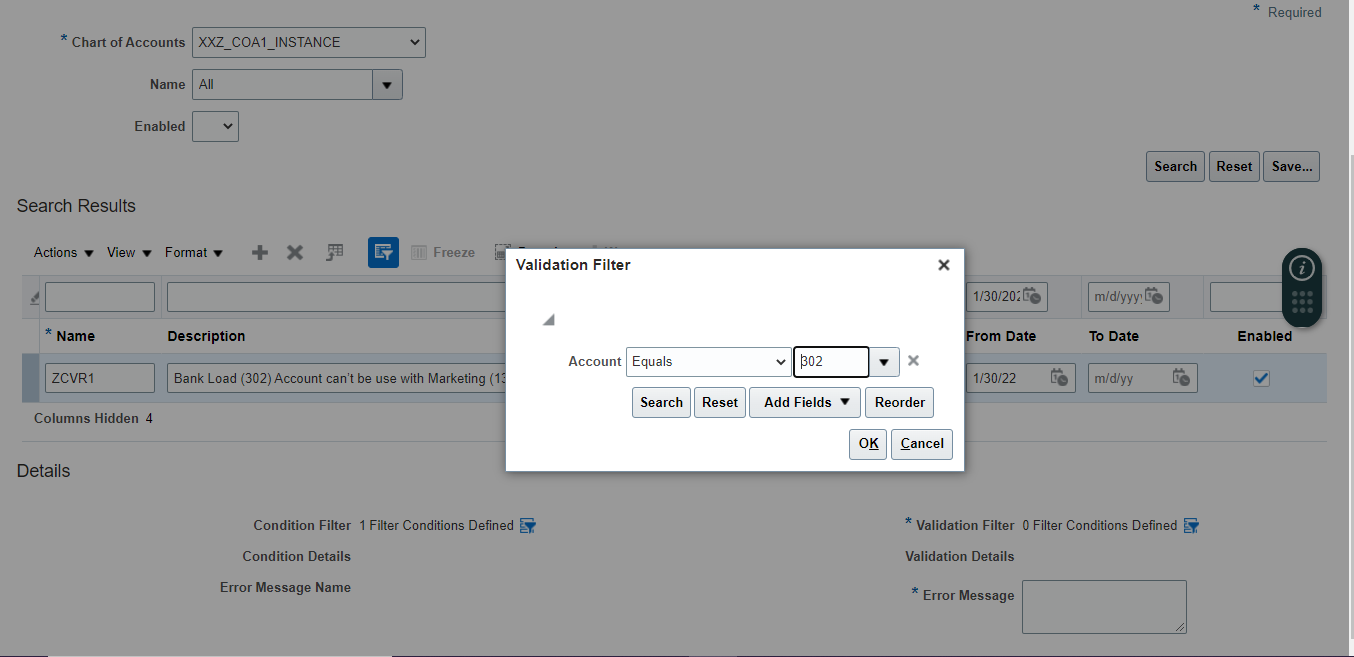 * Required
* Chart of Accounts XXZ_COA1_INSTANCE
Name All
Enabled
Search Reset Save...
Search Results
Actions View Format Freeze
Validation Filter
1/30/202 m/d/yyyy
* Name Description From Date To Date Enabled
Account Equals 302
ZCVR1 Bank Load (302) Account can't be use with Marketing (13 1/30/22 m/d/yy
Search Reset Add Fields Reorder
Columns Hidden 4
OK Cancel
Details
Condition Filter 1 Filter Conditions Defined * Validation Filter 0 Filter Conditions Defined
Condition Details Validation Details
Error Message Name * Error Message